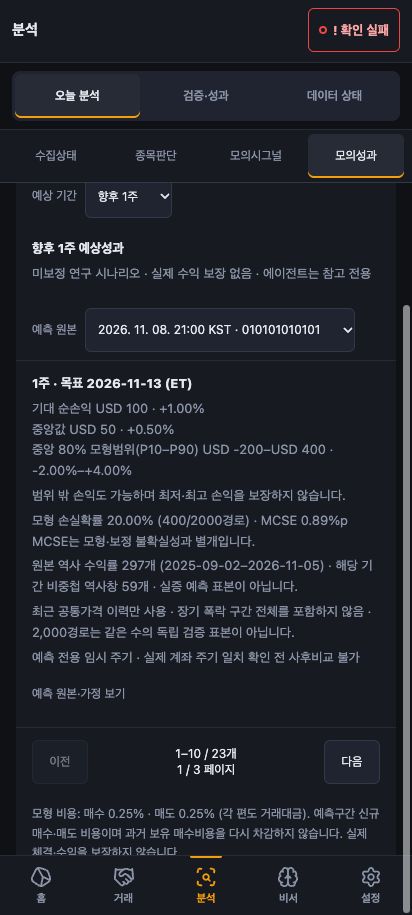 분석
! 확인 실패
오늘 분석
검증·성과
데이터 상태
수집상태
종목판단
모의시그널
모의성과
예상 기간
향후 1주
향후 1주 예상성과
미보정 연구 시나리오 · 실제 수익 보장 없음 · 에이전트는 참고 전용
예측 원본
2026. 11. 08. 21:00 KST · 010101010101
1주 · 목표 2026-11-13 (ET)
기대 순손익 USD 100 · +1.00%
중앙값 USD 50 · +0.50%
중앙 80% 모형범위(P10–P90) USD -200–USD 400 ·
-2.00%–+4.00%
범위 밖 손익도 가능하며 최저·최고 손익을 보장하지 않습니다.
모형 손실확률 20.00% (400/2000경로) · MCSE 0.89%p
MCSE는 모형·보정 불확실성과 별개입니다.
원본 역사 수익률 297개 (2025-09-02–2026-11-05) · 해당 기
간 비중첩 역사창 59개 · 실증 예측 표본이 아닙니다.
최근 공통가격 이력만 사용 · 장기 폭락 구간 전체를 포함하지 않음 ·
2,000경로는 같은 수의 독립 검증 표본이 아닙니다.
예측 전용 임시 주기 · 실제 계좌 주기 일치 확인 전 사후비교 불가
예측 원본·가정 보기
이전
1–10 / 23개
1 / 3 페이지
다음
모형 비용: 매수 0.25% · 매도 0.25% (각 편도 거래대금). 예측구간 신규
매수·매도 비용이며 과거 보유 매수비용을 다시 차감하지 않습니다. 실제
체결·수익을 보장하지 않습니다.
홈
거래
분석
비서
설정